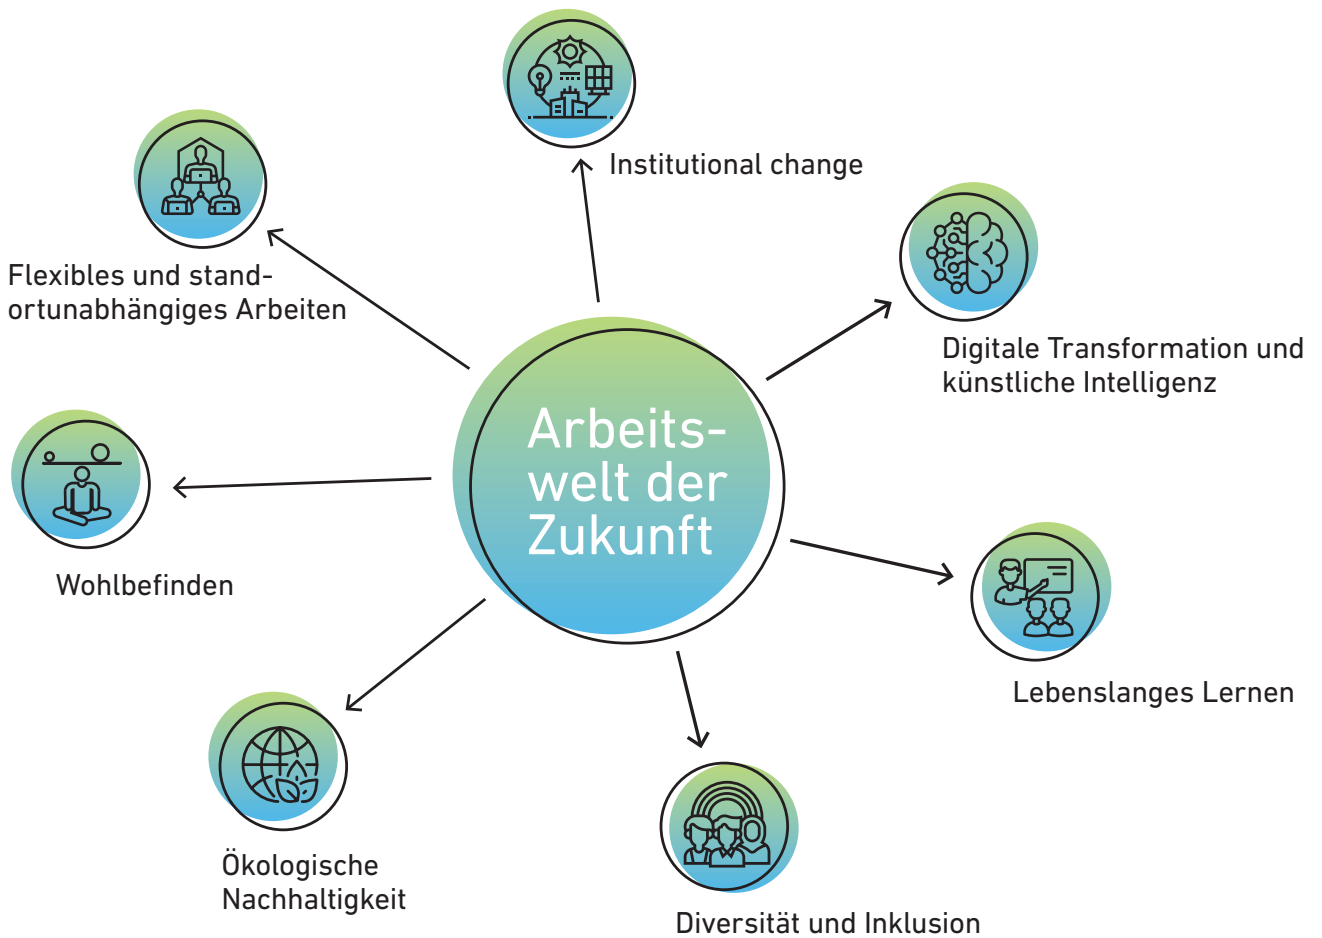 Institutional change
Flexibles und stand-
ortunabhängiges Arbeiten
Digitale Transformation und
künstliche Intelligenz
Arbeits-
welt der
Zukunft
Wohlbefinden
Lebenslanges Lernen
Ökologische
Nachhaltigkeit
Diversität und Inklusion